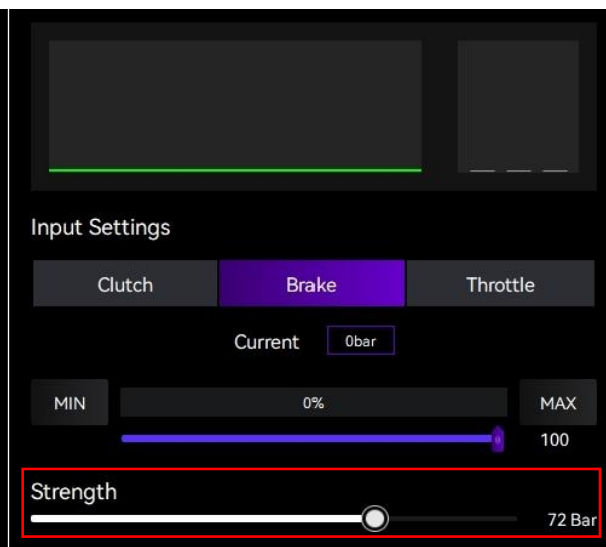 Input Settings
Clutch Brake Throttle
Current 0bar
MIN 0% MAX
100
Strength
72 Bar